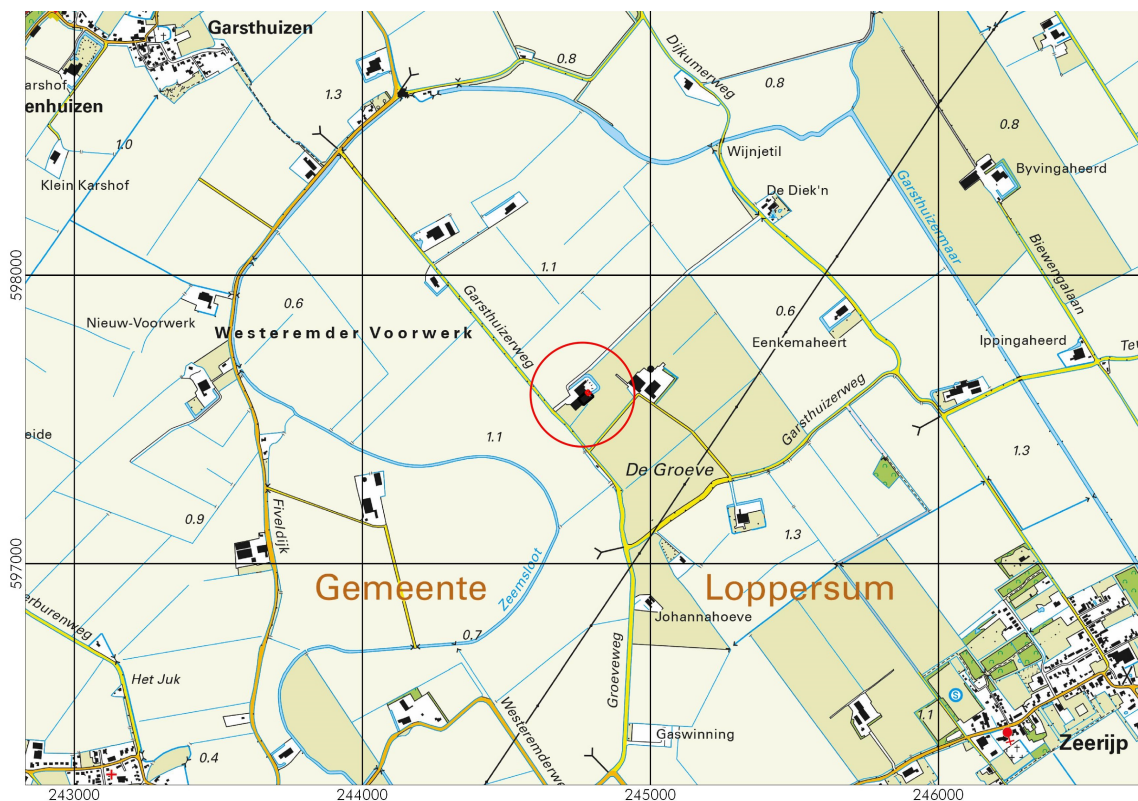 Garsthuizen
arshof
enhuizen
1.3
0.8
Dijkumerweg
0.8
0.8
1.0
Klein Karshof
Wijnjetil
De Diek'n
Byvingaheerd
Garsthuizermaar
Biewengalaan
598000
1.1
0.6
Garsthuizerweg
0.6
Nieuw-Voorwerk
Westeremder Voorwerk
Eenkemaheert
Ippingaheerd
Te
Garsthuizerweg
eide
1.1
1.3
De Groeve
0.9
Fiveldijk
1.3
597000
Zeemsloot
Gemeente Loppersum
erburenweg
Johannahoeve
0.7
Het Juk
Groeveweg
Westeremderwe
1.1
S
Gaswinning
Zeerijp
0.4
243000 244000 245000 246000